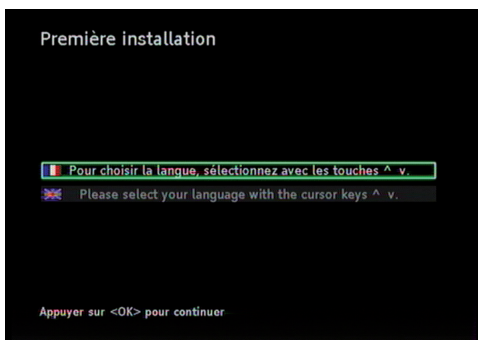 Première installation
Pour choisir la langue, sélectionnez avec les touches ^ v.
Please select your language with the cursor keys ^ v.
Appuyer sur <OK> pour continuer